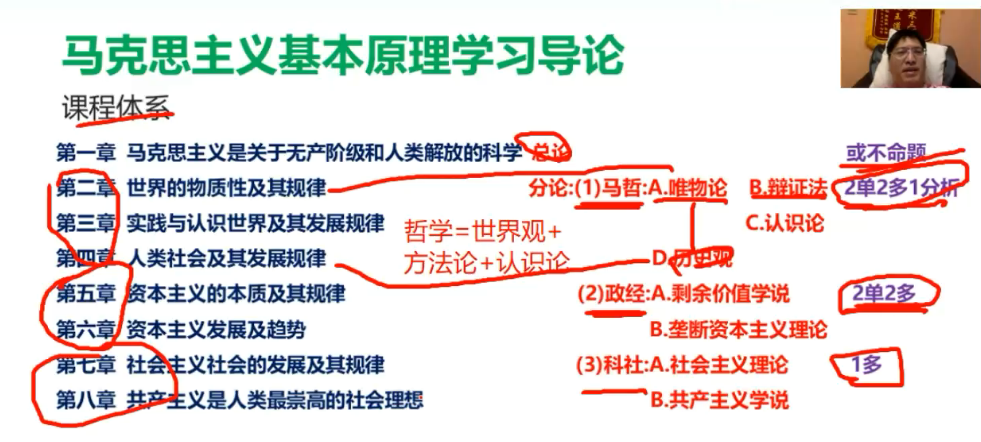 马克思主义基本原理学习导论
课程体系
第一章 马克思主义是关于无产阶级和人类解放的科学 总论 或不命题
第二章 世界的物质性及其规律 分论:(1)马哲:A.唯物论 B.辩证法 2单2多1分析
第三章 实践与认识世界及其发展规律 C.认识论
哲学=世界观+
方法论+认识论
第四章 人类社会及其发展规律 D.历史观
第五章 资本主义的本质及其规律 (2)政经:A.剩余价值学说 2单2多
第六章 资本主义发展及趋势 B.垄断资本主义理论
第七章 社会主义社会的发展及其规律 (3)科社:A.社会主义理论 1多
第八章 共产主义是人类最崇高的社会理想 B.共产主义学说